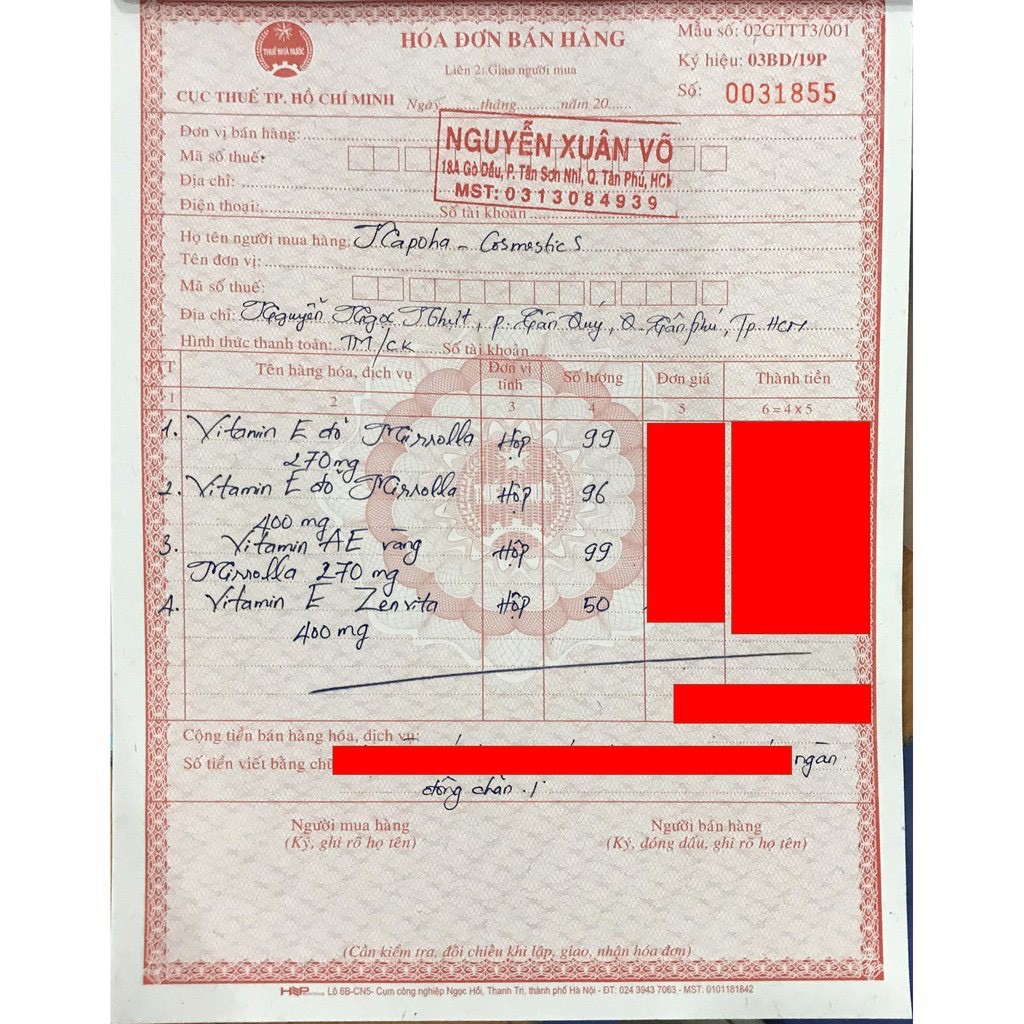 THUẾ NHÀ NƯỚC
HÓA ĐƠN BÁN HÀNG
Liên 2: Giao người mua
Mẫu số: 02GTTT3/001
Ký hiệu: 03BD/19P
Số: 0031855
CỤC THUẾ TP. HỒ CHÍ MINH Ngày........tháng..........năm 20......
Đơn vị bán hàng:
Mã số thuế:
Địa chỉ:
Điện thoại: Số tài khoản
NGUYỄN XUÂN VÕ
18A Gò Dầu, P. Tân Sơn Nhì, Q. Tân Phú, HCM
MST: 0313084939
Họ tên người mua hàng: Capoha - Cosmestics
Tên đơn vị:
Mã số thuế:
Địa chỉ: Nguyễn Ngọc Nhựt, p. Tân Quý, Q. Tân phú, Tp. HCM
Hình thức thanh toán: TM/CK Số tài khoản
T Tên hàng hóa, dịch vụ Đơn vị tính Số lượng Đơn giá Thành tiền
1 2 3 4 5 6 = 4 x 5
1. Vitamin E đỏ Mirrolla Hộp 99
270mg
2. Vitamin E đỏ Mirrolla Hộp 96
400 mg
3. Vitamin AE vàng Hộp 99
Mirrolla 270 mg
4. Vitamin E Zenvita Hộp 50
400 mg
Cộng tiền bán hàng hóa, dịch vụ:
Số tiền viết bằng chữ ngàn
đồng chẵn ./
Người mua hàng Người bán hàng
(Ký, ghi rõ họ tên) (Ký, đóng dấu, ghi rõ họ tên)
(Cần kiểm tra, đối chiếu khi lập, giao, nhận hóa đơn)
Lô 6B-CN5- Cụm công nghiệp Ngọc Hồi, Thanh Trì, thành phố Hà Nội - ĐT: 024 3943 7063 - MST: 0101181842